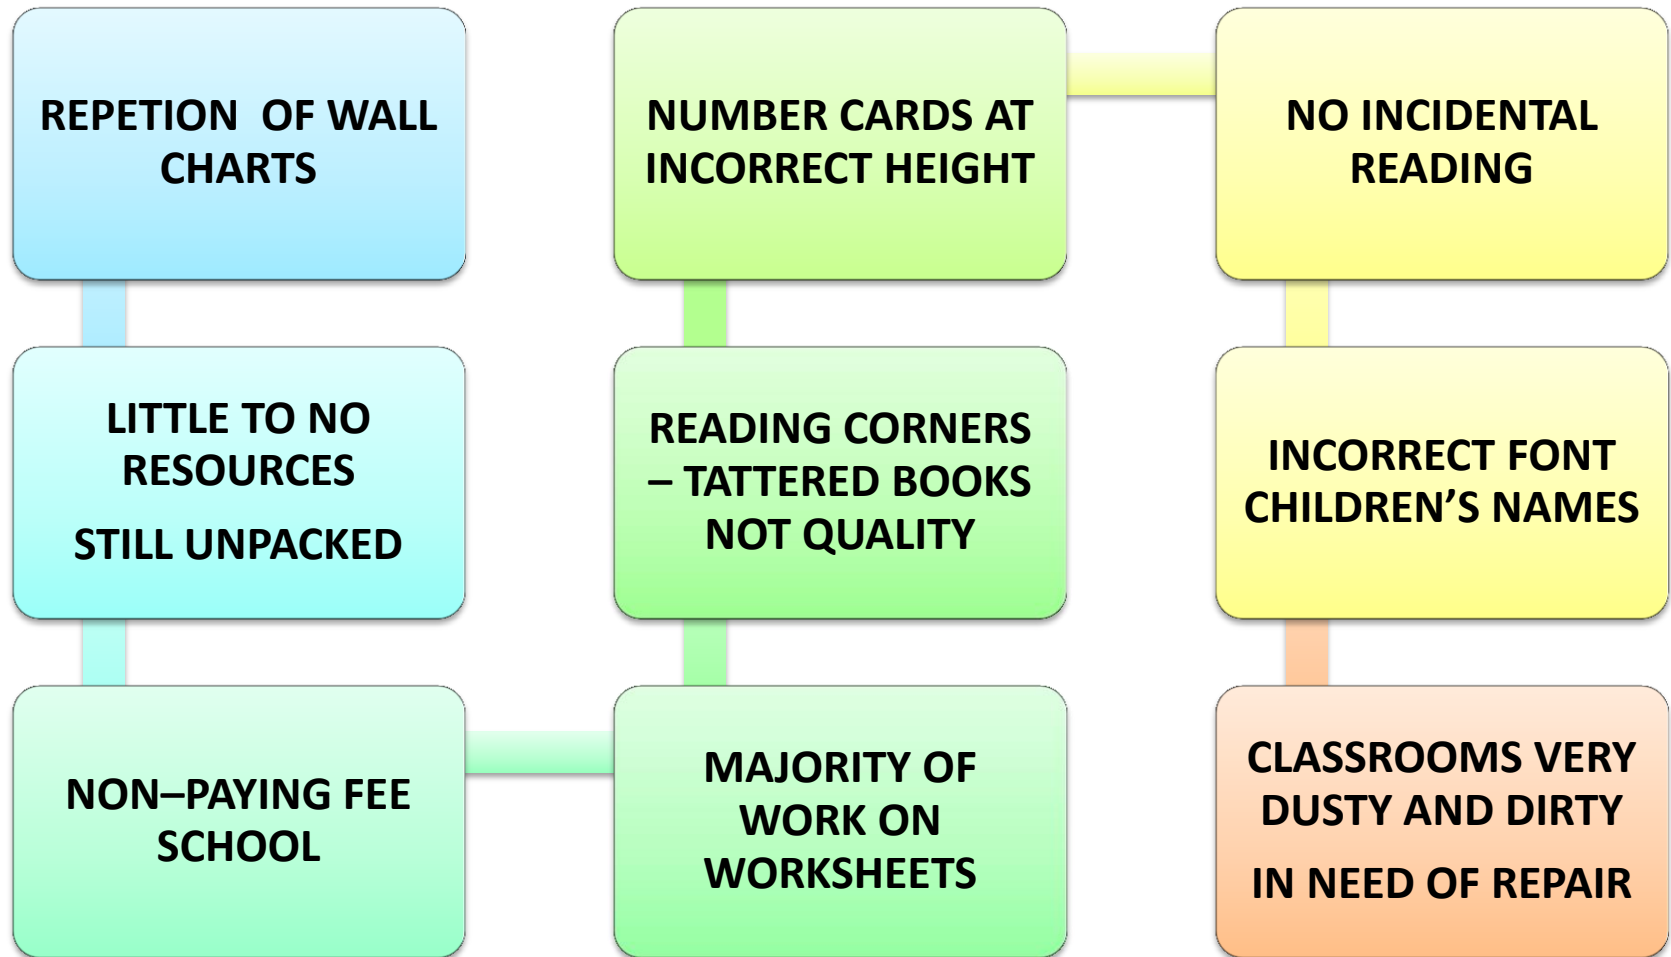 REPETION  OF WALL
CHARTS
LITTLE TO NO
RESOURCES
STILL UNPACKED
NON–PAYING FEE
SCHOOL
MAJORITY OF
WORK ON
WORKSHEETS
READING CORNERS
– TATTERED BOOKS
NOT QUALITY
NUMBER CARDS AT
INCORRECT HEIGHT
NO INCIDENTAL
READING
INCORRECT FONT
CHILDREN’S NAMES
CLASSROOMS VERY
DUSTY AND DIRTY
IN NEED OF REPAIR